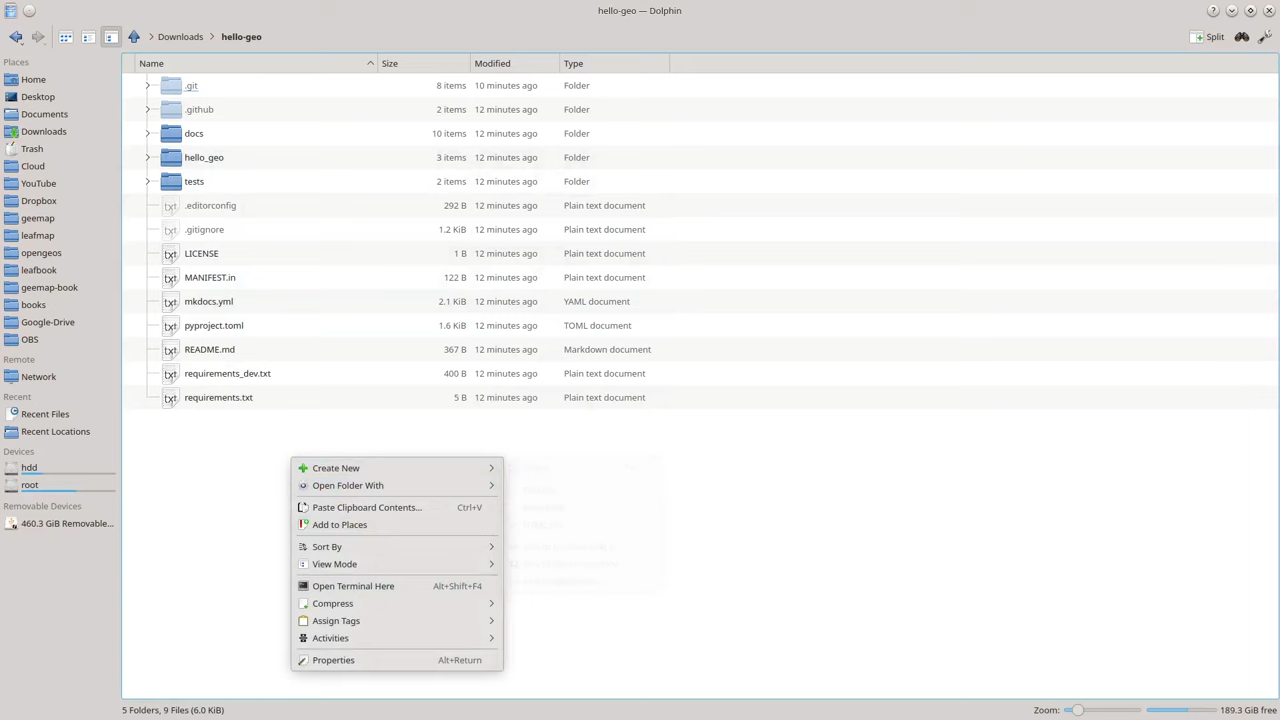 hello-geo — Dolphin
Downloads
hello-geo
Split
Places
Home
Desktop
Documents
Downloads
Trash
Cloud
YouTube
Dropbox
geemap
leafmap
opengeos
leafbook
geemap-book
books
Google-Drive
OBS
Remote
Network
Recent
Recent Files
Recent Locations
Devices
hdd
root
Removable Devices
460.3 GiB Removable...
Name Size Modified Type
.git 8 items 10 minutes ago Folder
.github 2 items 12 minutes ago Folder
docs 10 items 12 minutes ago Folder
hello_geo 3 items 12 minutes ago Folder
tests 2 items 12 minutes ago Folder
.editorconfig 292 B 12 minutes ago Plain text document
.gitignore 1.2 KiB 12 minutes ago Plain text document
LICENSE 1 B 12 minutes ago Plain text document
MANIFEST.in 122 B 12 minutes ago Plain text document
mkdocs.yml 2.1 KiB 12 minutes ago YAML document
pyproject.toml 1.6 KiB 12 minutes ago TOML document
README.md 367 B 12 minutes ago Markdown document
requirements_dev.txt 400 B 12 minutes ago Plain text document
requirements.txt 5 B 12 minutes ago Plain text document
Create New
Open Folder With
Paste Clipboard Contents... Ctrl+V
Add to Places
Sort By
View Mode
Open Terminal Here Alt+Shift+F4
Compress
Assign Tags
Activities
Properties Alt+Return
5 Folders, 9 Files (6.0 KiB)
Zoom:
189.3 GiB free